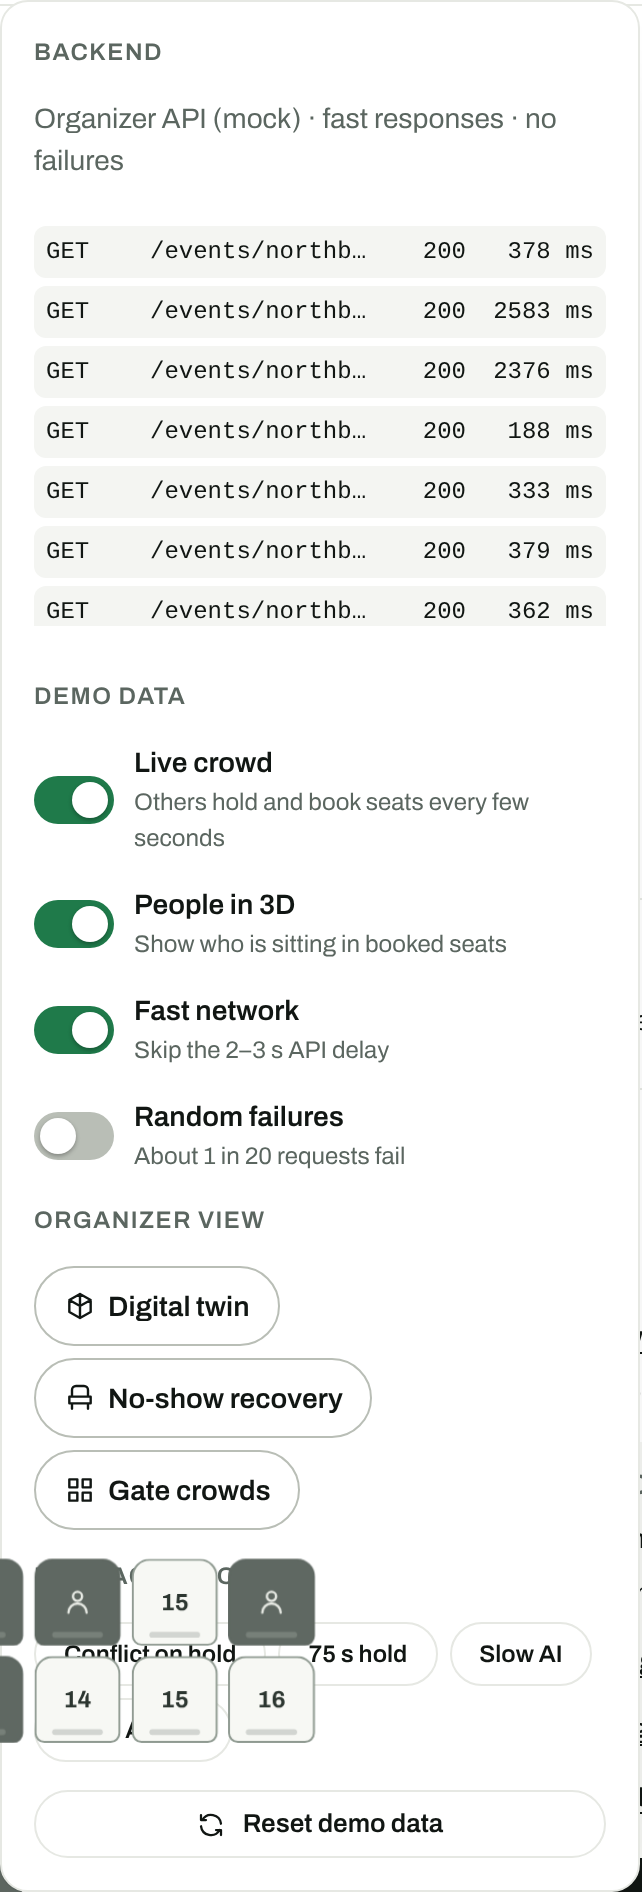 BACKEND
Organizer API (mock) · fast responses · no
failures
GET /events/northb… 200 378 ms
GET /events/northb… 200 2583 ms
GET /events/northb… 200 2376 ms
GET /events/northb… 200 188 ms
GET /events/northb… 200 333 ms
GET /events/northb… 200 379 ms
GET /events/northb… 200 362 ms
DEMO DATA
Live crowd
Others hold and book seats every few
seconds
People in 3D
Show who is sitting in booked seats
Fast network
Skip the 2–3 s API delay
Random failures
About 1 in 20 requests fail
ORGANIZER VIEW
Digital twin
No-show recovery
Gate crowds
15
Conflict on hold 75 s hold Slow AI
14 15 16
Reset demo data